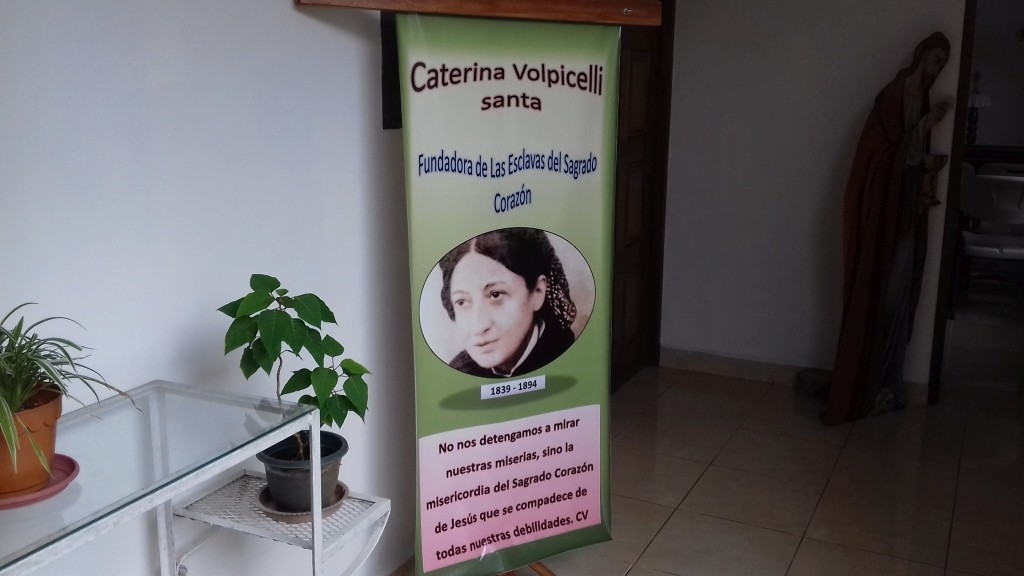 Caterina Volpicelli
santa
Fundadora de Las Esclavas del Sagrado
Corazón
1839 - 1894
No nos detengamos a mirar
nuestras miserias, sino la
misericordia del Sagrado Corazón
de Jesús que se compadece de
todas nuestras debilidades. CV